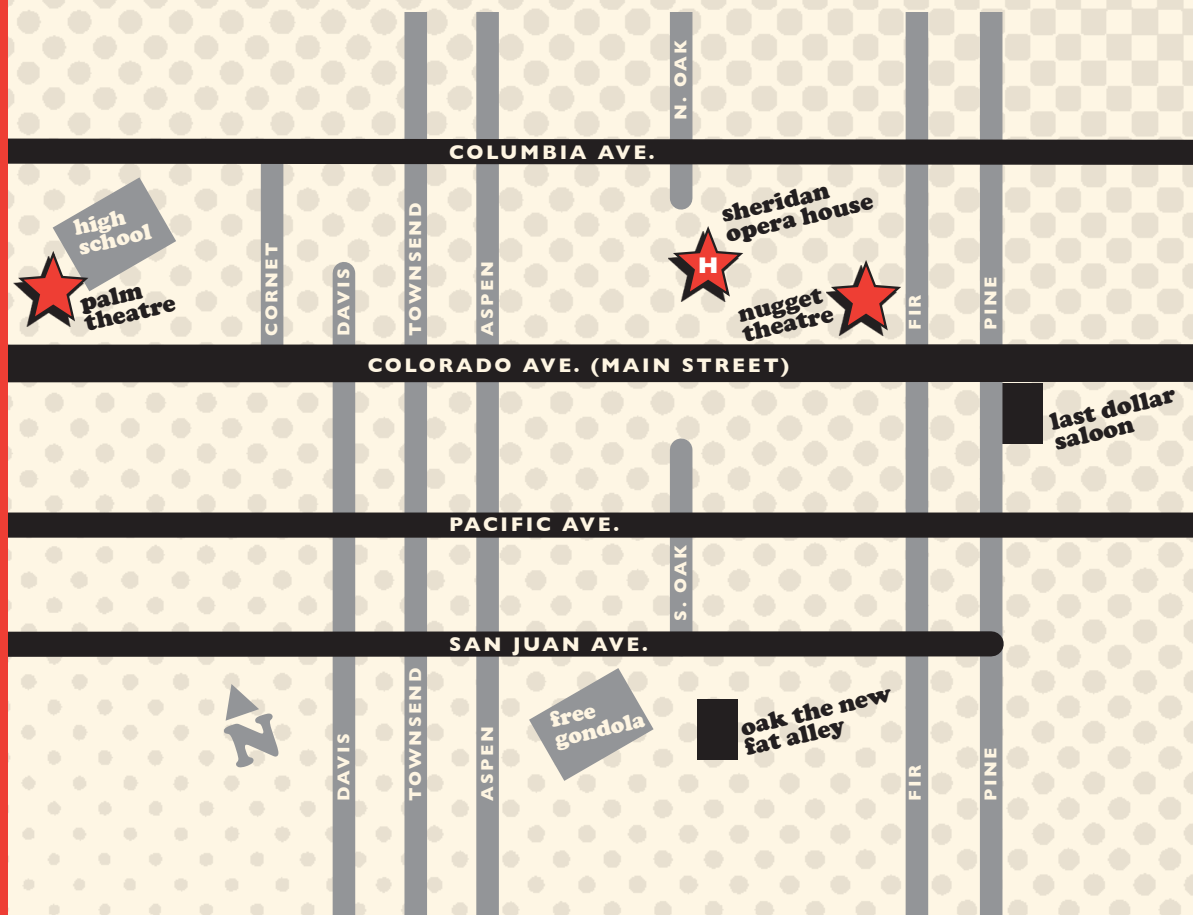 N. OAK
COLUMBIA AVE.
high
school
sheridan
opera house
H
palm
theatre
nugget
theatre
CORNET
DAVIS
TOWNSEND
ASPEN
FIR
PINE
COLORADO AVE. (MAIN STREET)
last dollar
saloon
PACIFIC AVE.
S. OAK
SAN JUAN AVE.
N
free
gondola
oak the new
fat alley
DAVIS
TOWNSEND
ASPEN
FIR
PINE